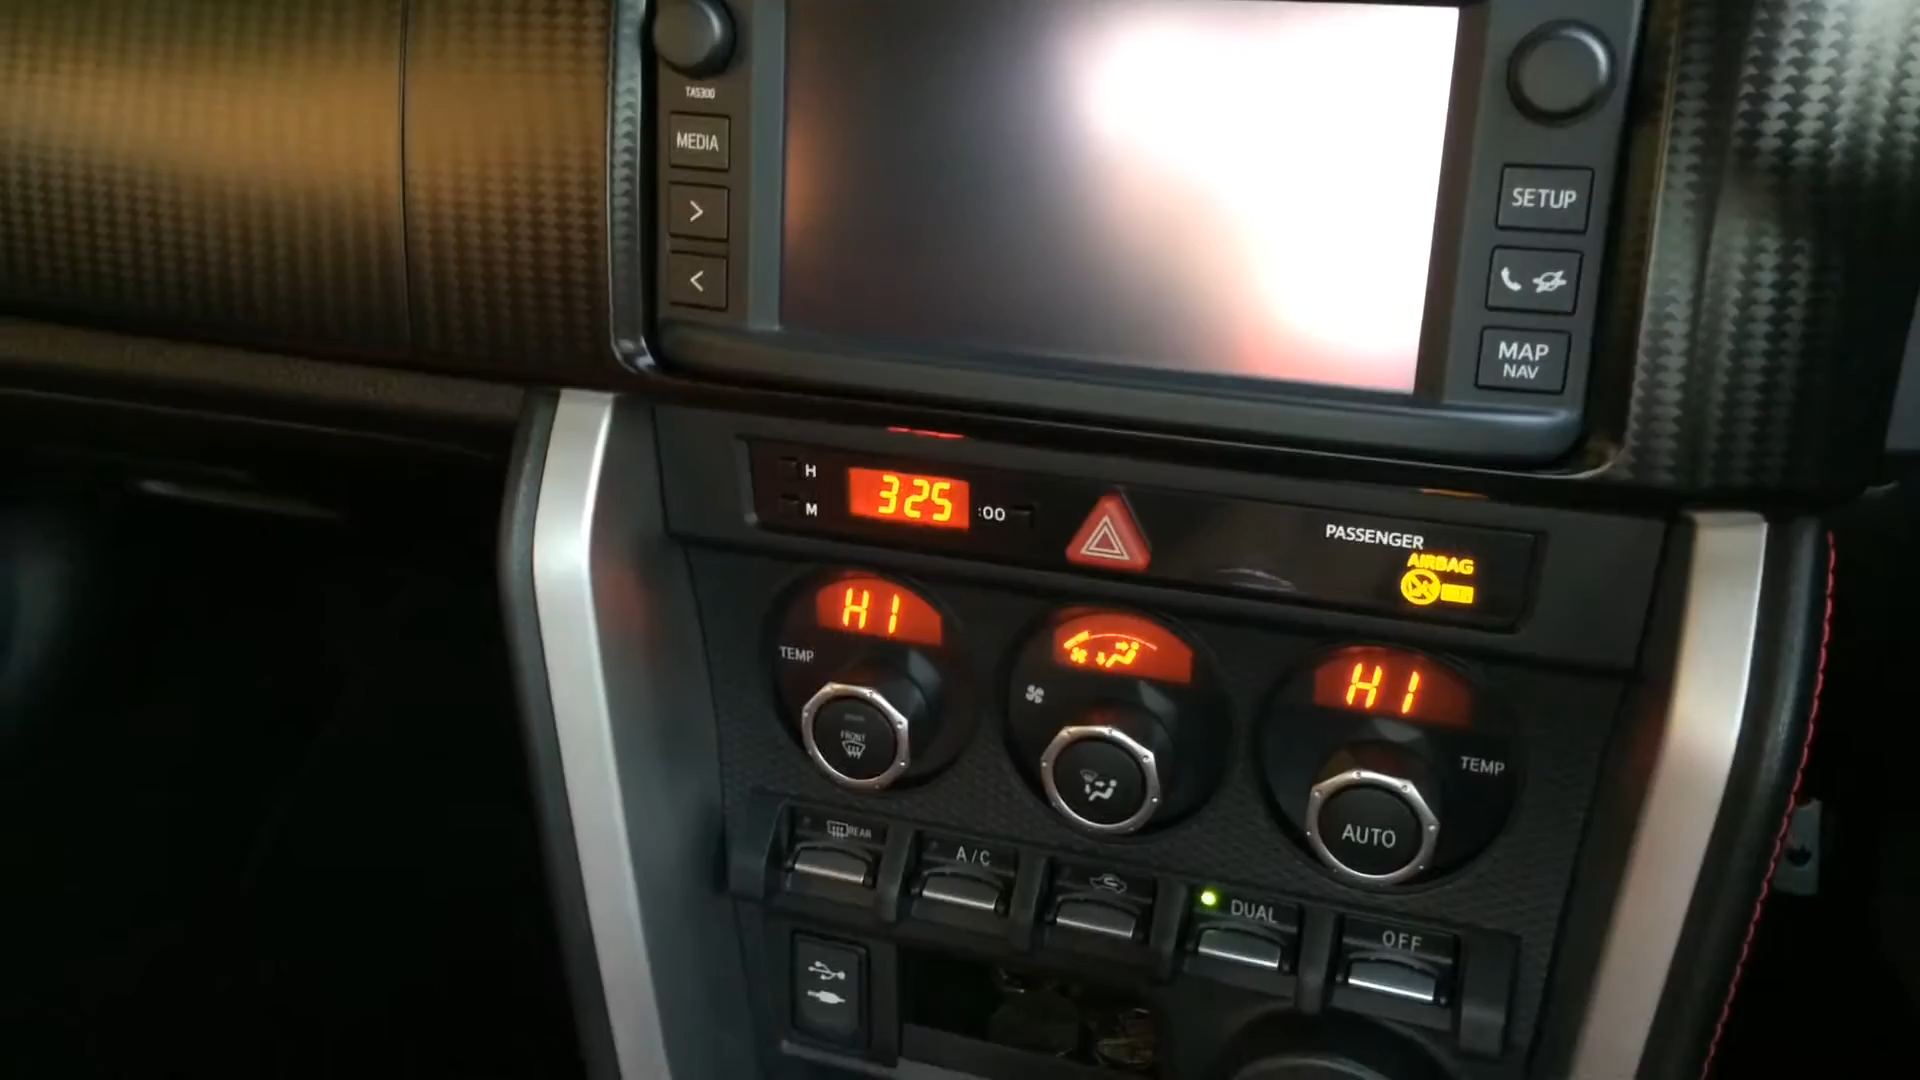 TAS300
MEDIA
>
<
SETUP
MAP
NAV
H
M
325
:00
PASSENGER
AIRBAG
HI
TEMP
FRONT
HI
TEMP
AUTO
REAR
A/C
DUAL
OFF